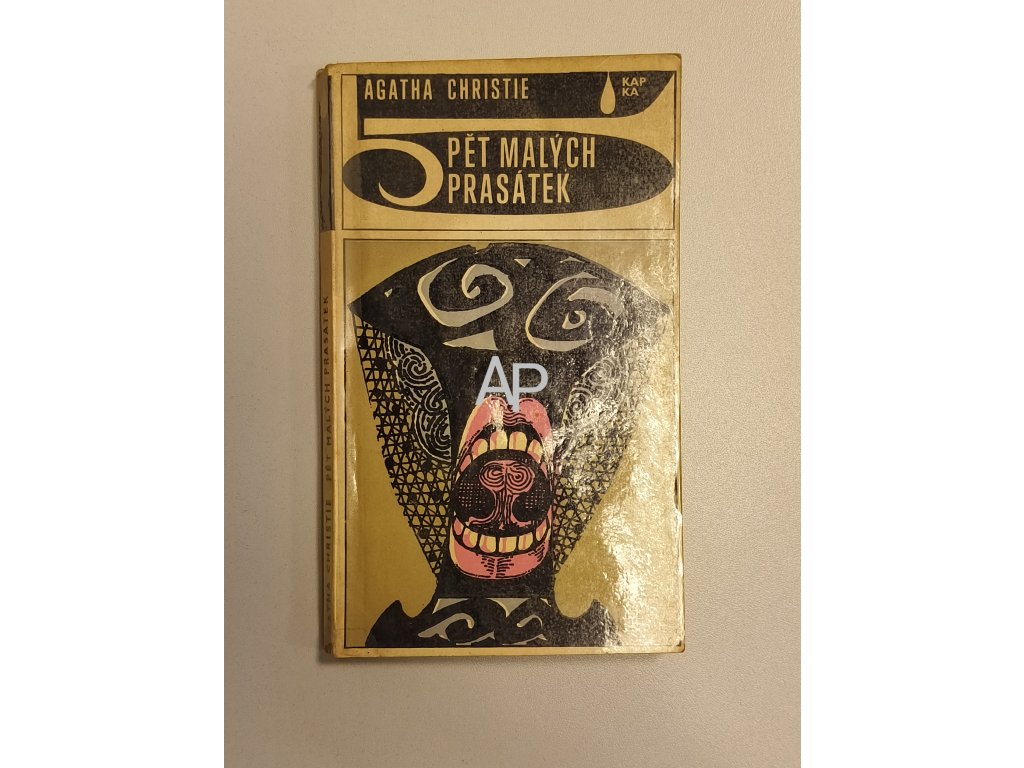 AGATHA CHRISTIE
KAP
KA
5
PĚT MALÝCH
PRASÁTEK
AP
AGATHA CHRISTIE PĚT MALÝCH PRASÁTEK